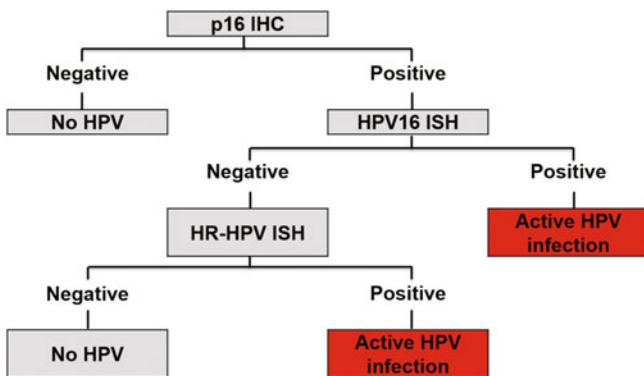 p16 IHC
Negative
Positive
No HPV
HPV16 ISH
Negative
Positive
HR-HPV ISH
Active HPV
infection
Negative
Positive
No HPV
Active HPV
infection